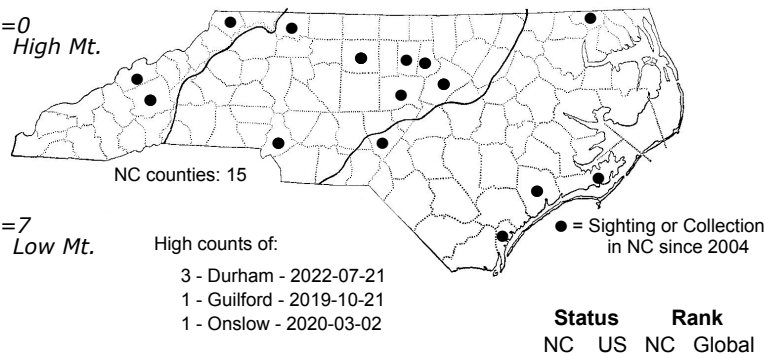 =0
High Mt.
NC counties: 15
=7
Low Mt.
High counts of:
3 - Durham - 2022-07-21
1 - Guilford - 2019-10-21
1 - Onslow - 2020-03-02
● = Sighting or Collection
in NC since 2004
Status Rank
NC US NC Global